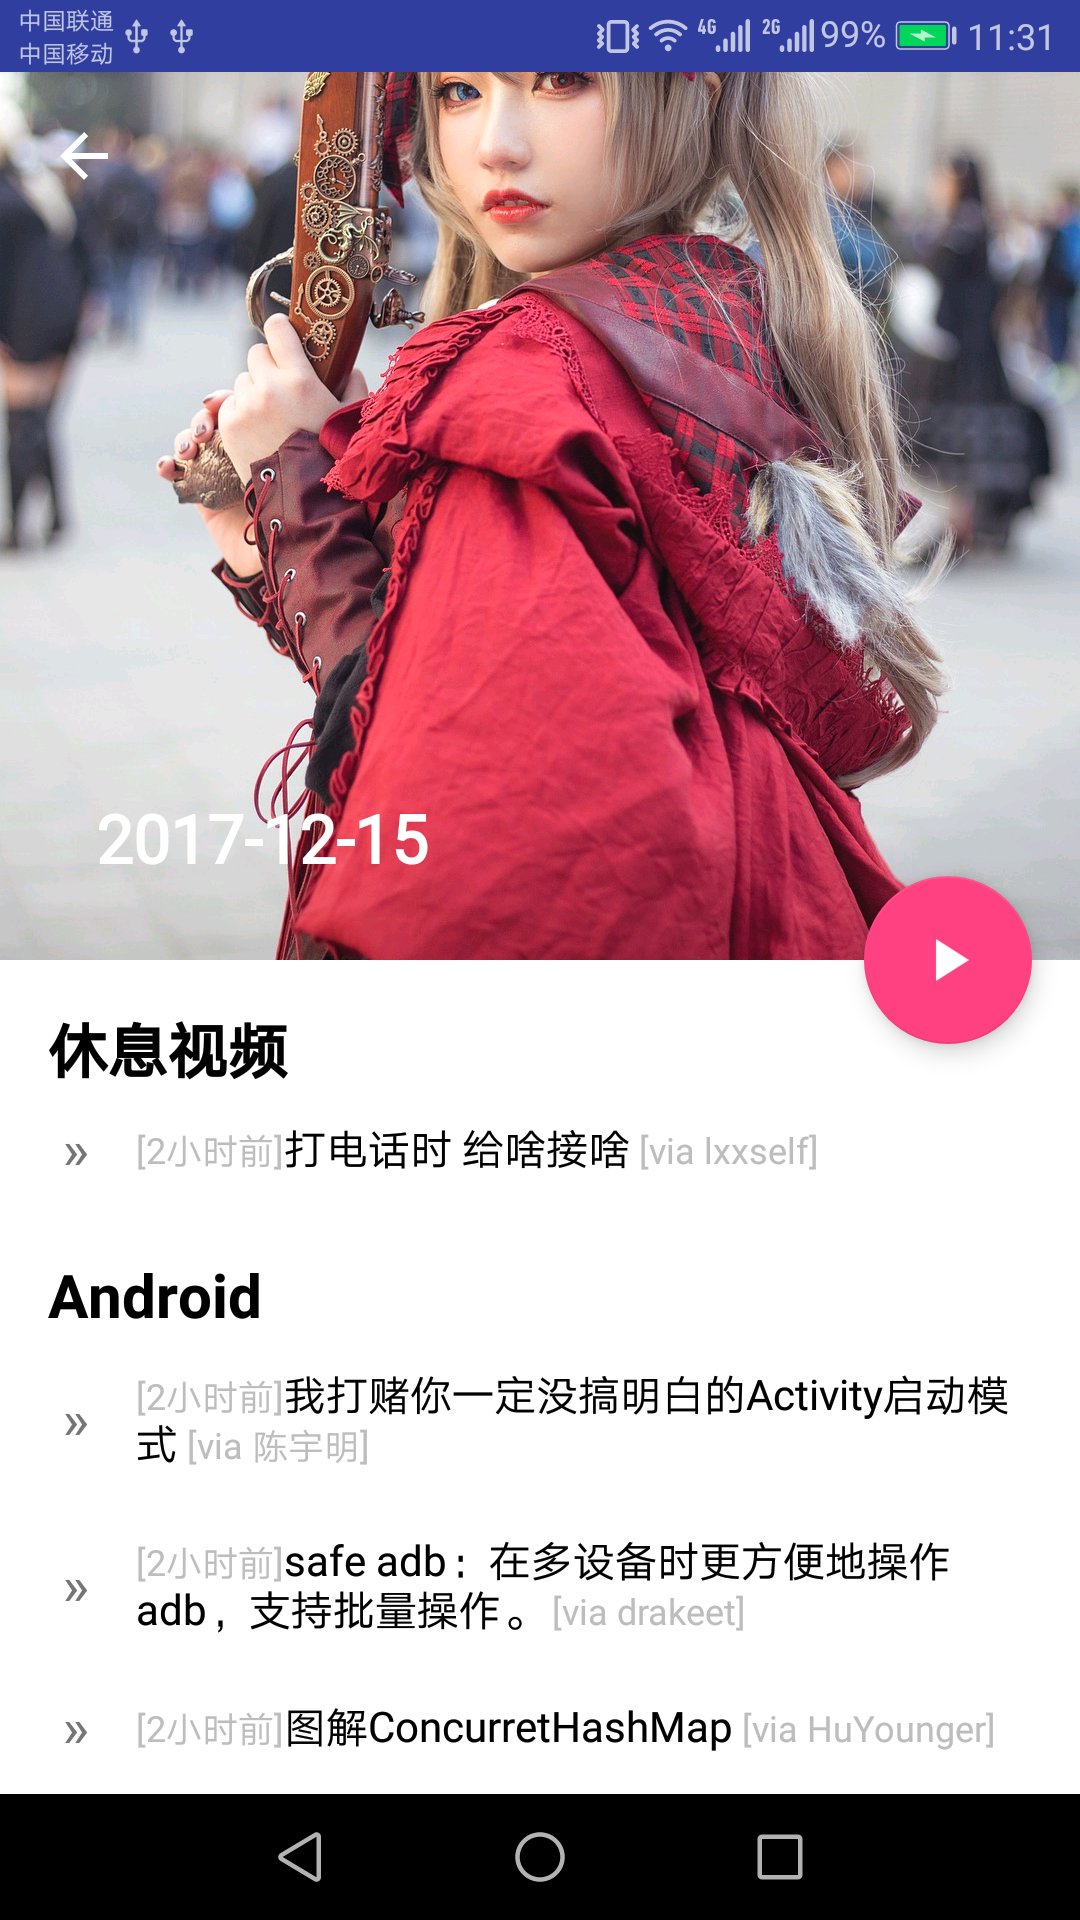 中国联通
中国移动
4G 2G 99% 11:31
2017-12-15
休息视频
» [2小时前]打电话时 给啥接啥 [via lxxself]
Android
» [2小时前]我打赌你一定没搞明白的Activity启动模
式 [via 陈宇明]
» [2小时前]safe adb：在多设备时更方便地操作
adb，支持批量操作。 [via drakeet]
» [2小时前]图解ConcurretHashMap [via HuYounger]